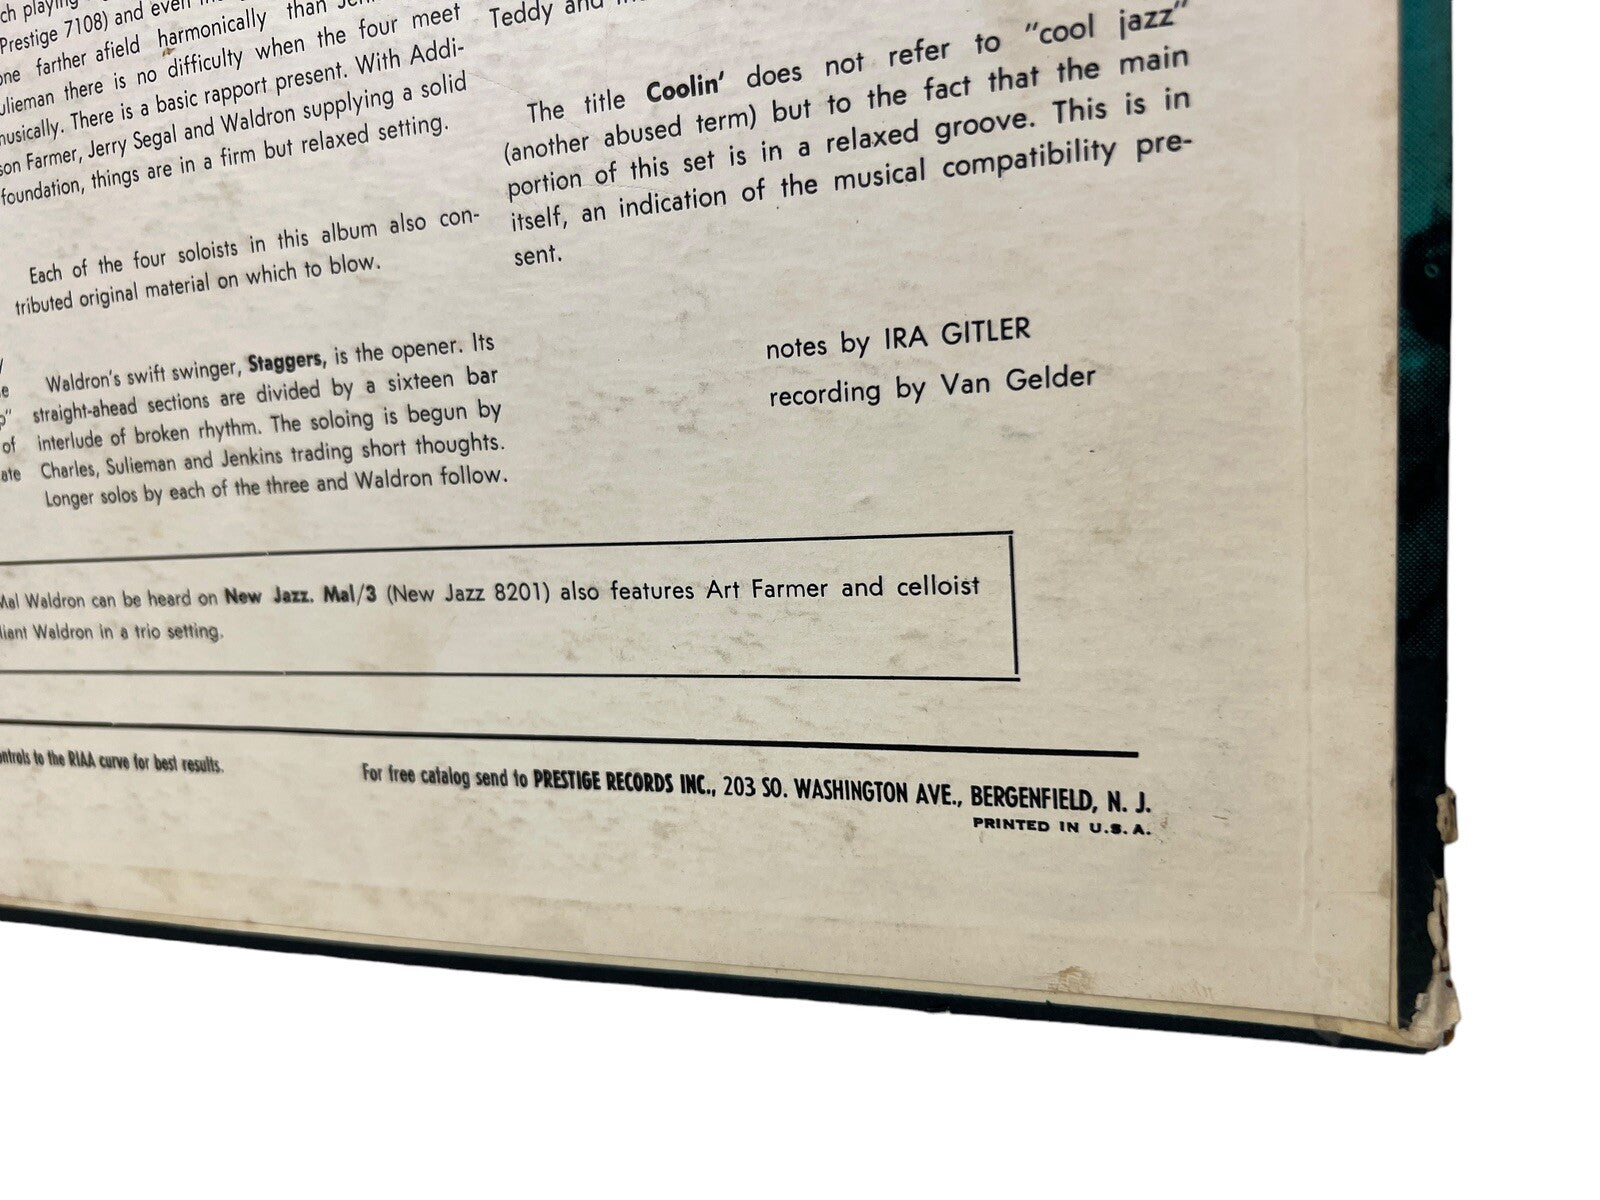 playing
Prestige 7108) and even
farther afield harmonically than
there is no difficulty when the four meet
musically. There is a basic rapport present. With Addi-
son Farmer, Jerry Segal and Waldron supplying a solid
foundation, things are in a firm but relaxed setting.
Each of the four soloists in this album also con-
tributed original material on which to blow.
Waldron's swift swinger, Staggers, is the opener. Its
straight-ahead sections are divided by a sixteen bar
interlude of broken rhythm. The soloing is begun by
Charles, Sulieman and Jenkins trading short thoughts.
Longer solos by each of the three and Waldron follow.
of
Teddy and
The title Coolin' does not refer to "cool jazz"
(another abused term) but to the fact that the main
portion of this set is in a relaxed groove. This is in
itself, an indication of the musical compatibility pre-
sent.
notes by IRA GITLER
recording by Van Gelder
Mal Waldron can be heard on New Jazz. Mal/3 (New Jazz 8201) also features Art Farmer and celloist
liant Waldron in a trio setting.
ontrols to the RIAA curve for best results.
For free catalog send to PRESTIGE RECORDS INC., 203 SO. WASHINGTON AVE., BERGENFIELD, N. J.
PRINTED IN U.S.A.